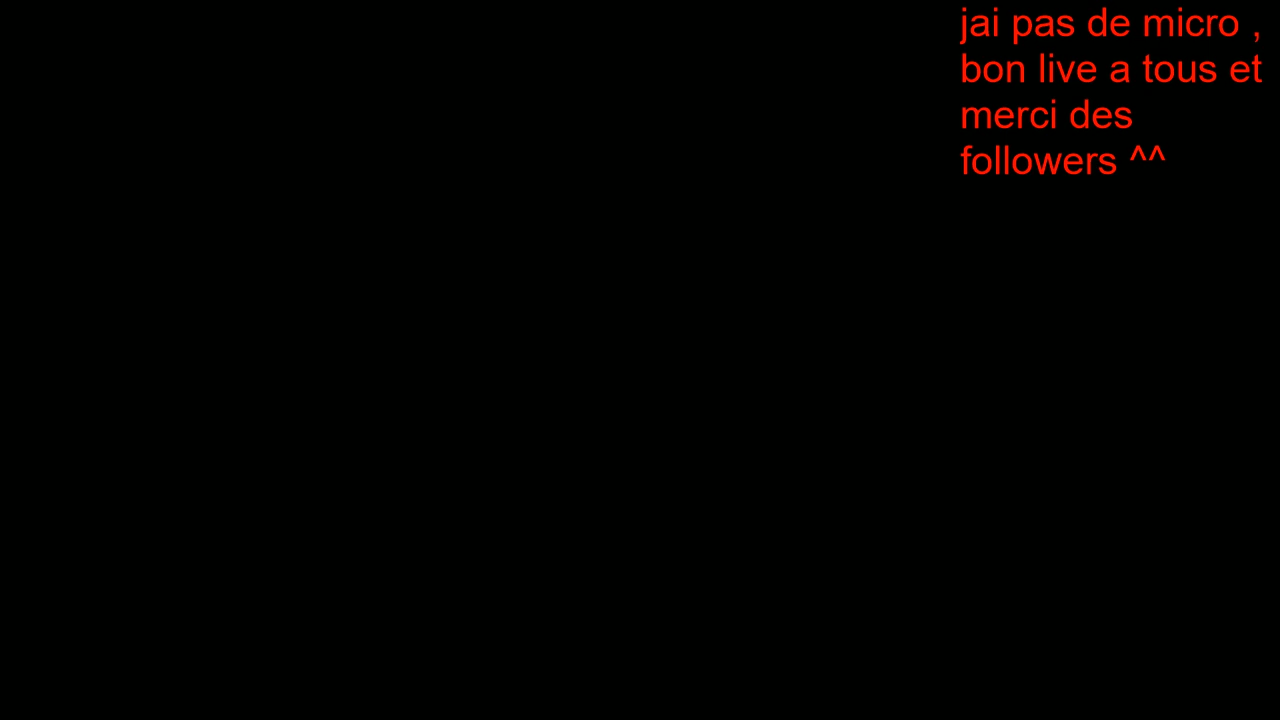 jai pas de micro ,
bon live a tous et
merci des
followers ^^